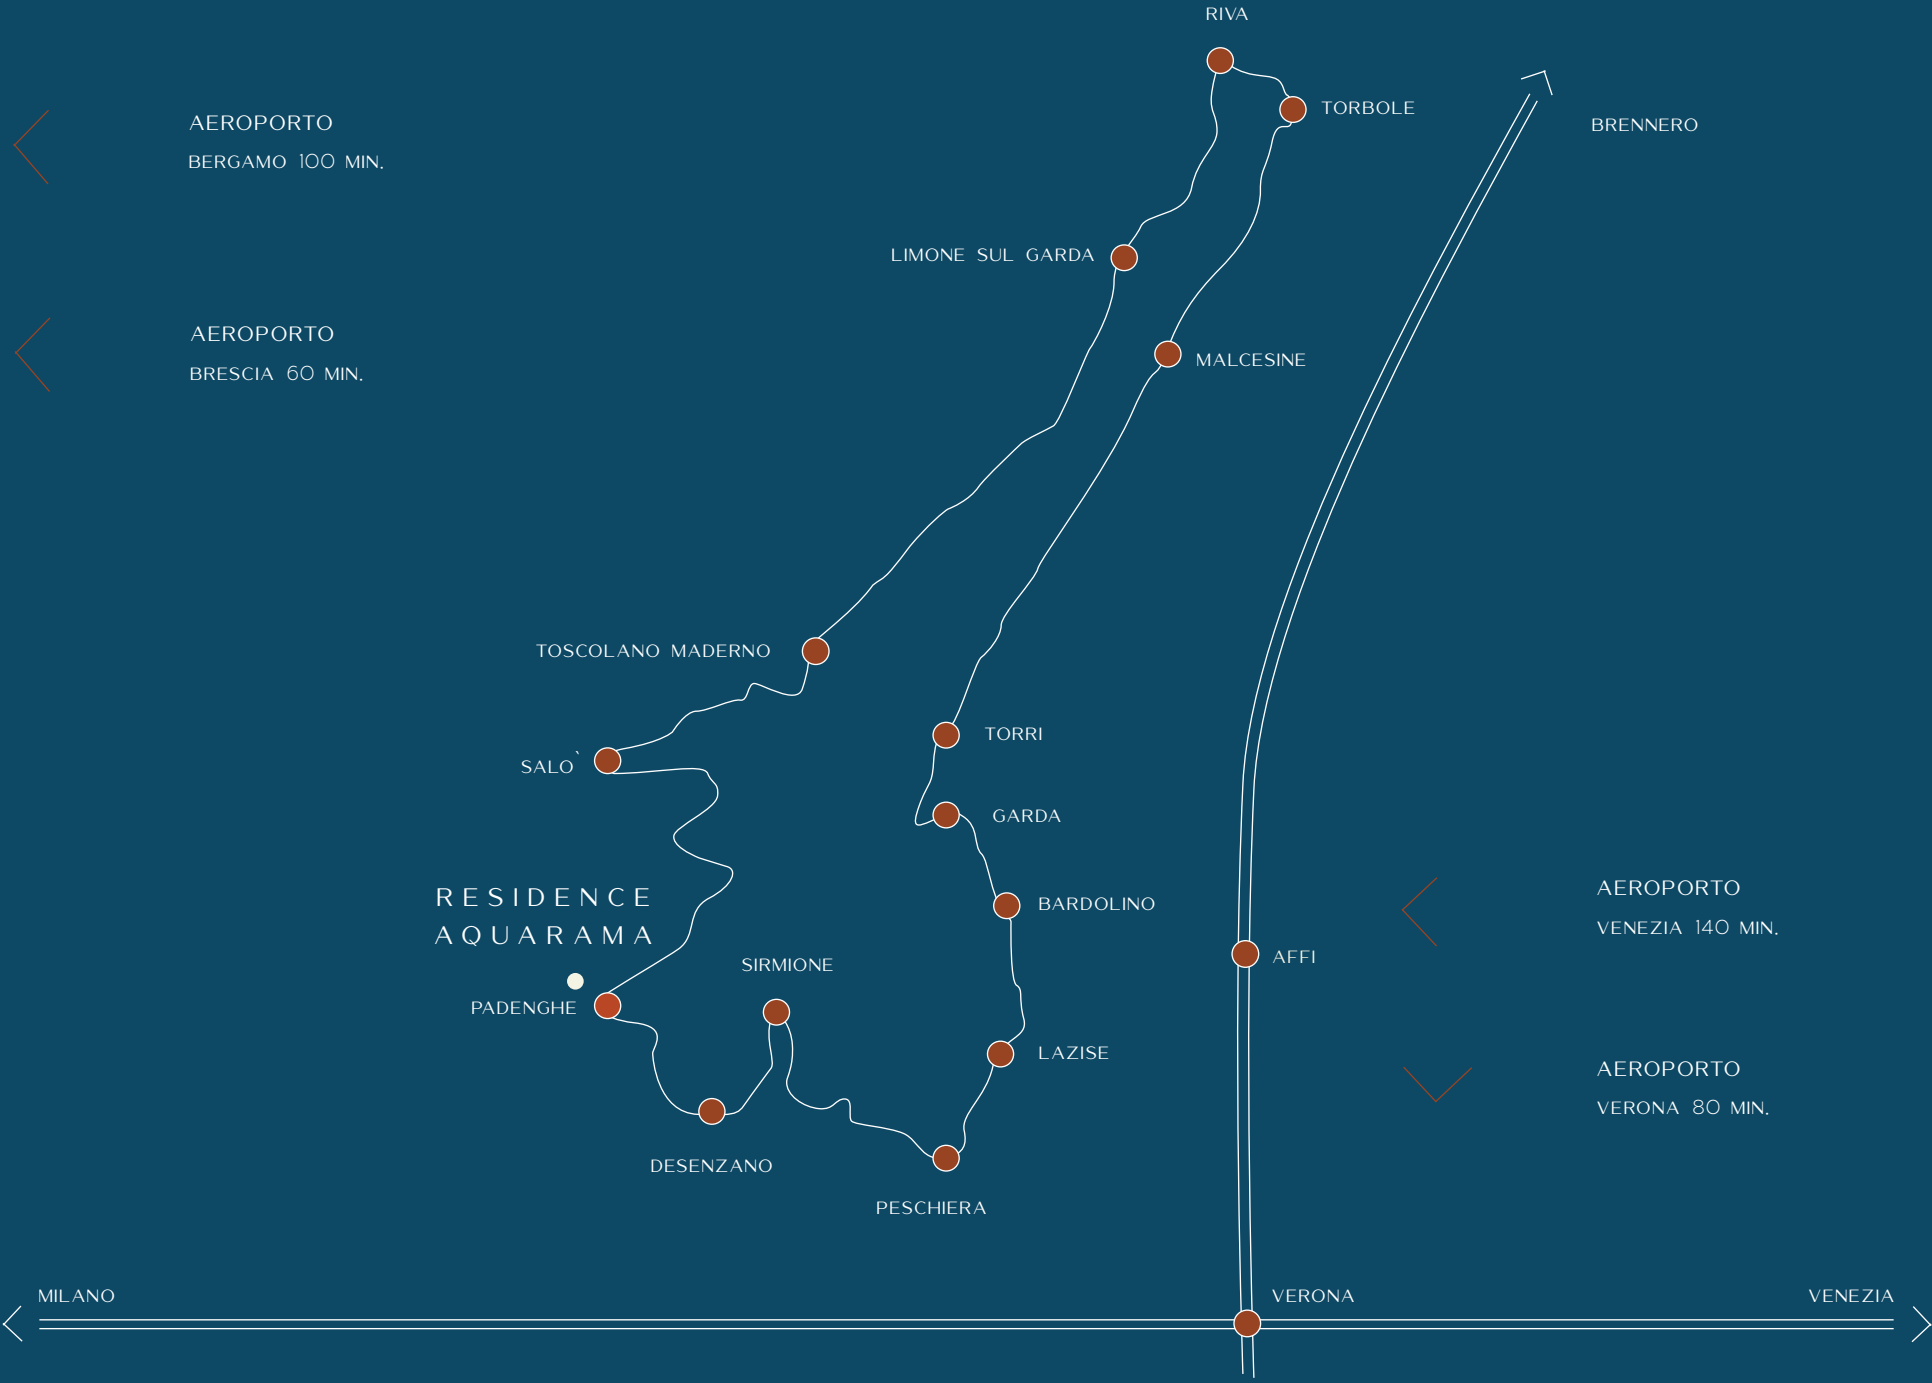 RIVA
TORBOLE
BRENNERO
AEROPORTO
BERGAMO 100 MIN.
LIMONE SUL GARDA
AEROPORTO
BRESCIA 60 MIN.
MALCESINE
TOSCOLANO MADERNO
TORRI
SALO`
GARDA
RESIDENCE
AQUARAMA
BARDOLINO
AEROPORTO
VENEZIA 140 MIN.
AFFI
SIRMIONE
PADENGHE
LAZISE
AEROPORTO
VERONA 80 MIN.
DESENZANO
PESCHIERA
MILANO
VERONA
VENEZIA